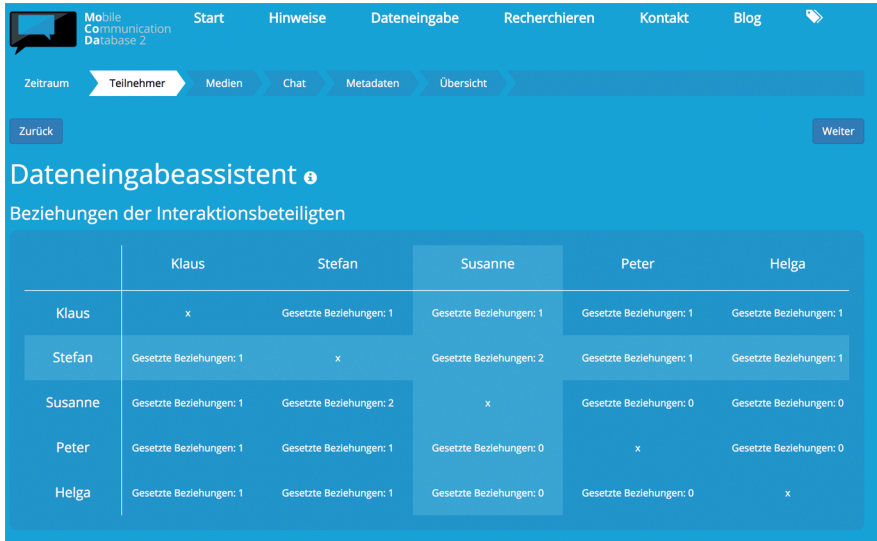 Mobile
Communication
Database 2
Start Hinweise Dateneingabe Recherchieren Kontakt Blog
Zeitraum Teilnehmer Medien Chat Metadaten Übersicht
Zurück Weiter
Dateneingabeassistent
Beziehungen der Interaktionsbeteiligten
Klaus Stefan Susanne Peter Helga
Klaus x Gesetzte Beziehungen: 1 Gesetzte Beziehungen: 1 Gesetzte Beziehungen: 1 Gesetzte Beziehungen: 1
Stefan Gesetzte Beziehungen: 1 x Gesetzte Beziehungen: 2 Gesetzte Beziehungen: 1 Gesetzte Beziehungen: 1
Susanne Gesetzte Beziehungen: 1 Gesetzte Beziehungen: 2 x Gesetzte Beziehungen: 0 Gesetzte Beziehungen: 0
Peter Gesetzte Beziehungen: 1 Gesetzte Beziehungen: 1 Gesetzte Beziehungen: 0 x Gesetzte Beziehungen: 0
Helga Gesetzte Beziehungen: 1 Gesetzte Beziehungen: 1 Gesetzte Beziehungen: 0 Gesetzte Beziehungen: 0 x